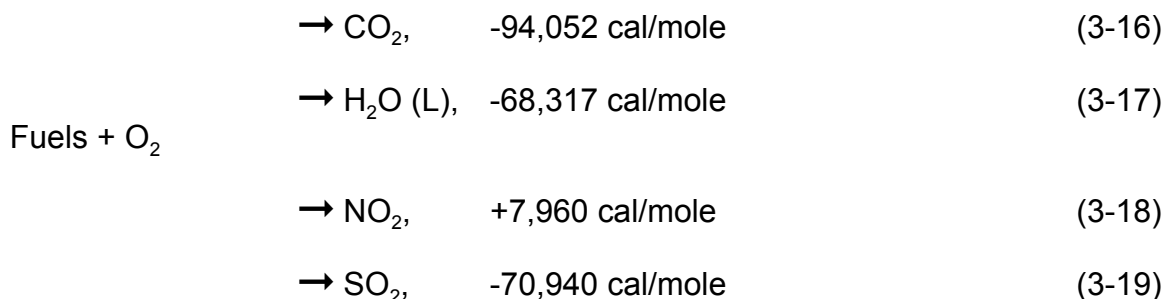 → CO₂, -94,052 cal/mole (3-16)
→ H₂O (L), -68,317 cal/mole (3-17)
Fuels + O₂
→ NO₂, +7,960 cal/mole (3-18)
→ SO₂, -70,940 cal/mole (3-19)